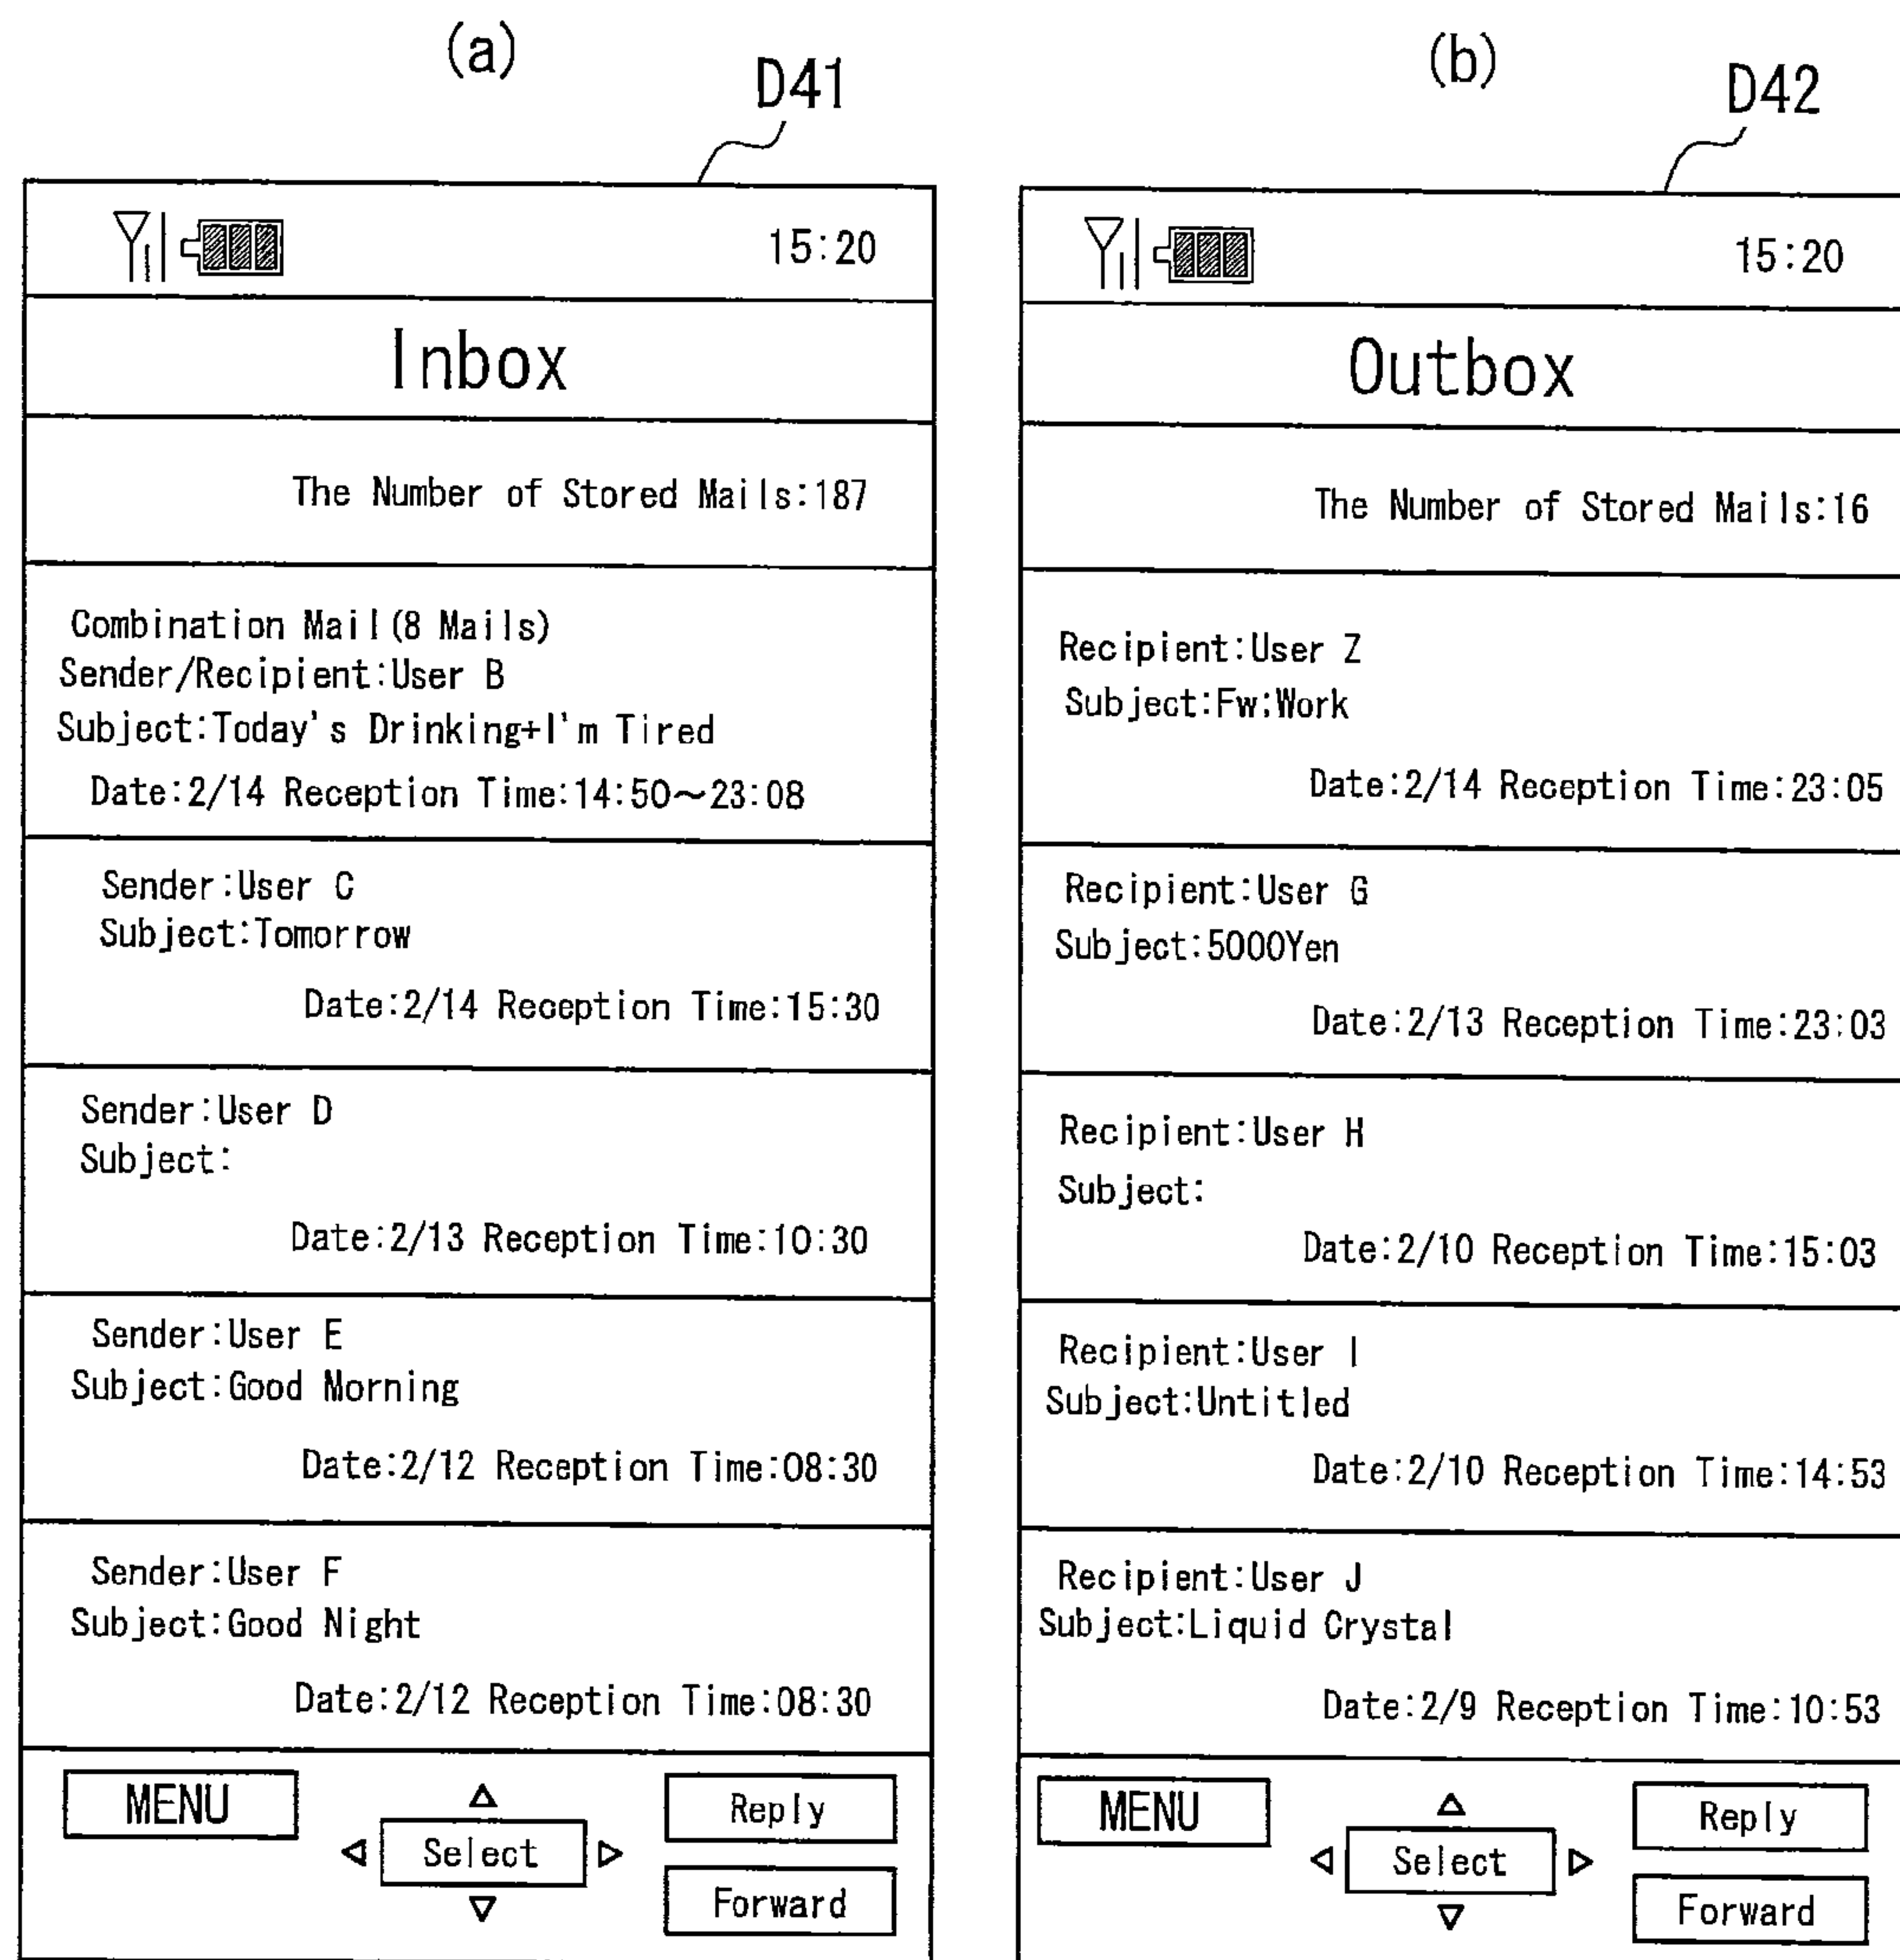 (a)
D41
15:20
Inbox
The Number of Stored Mails:187
Combination Mail(8 Mails)
Sender/Recipient:User B
Subject:Today's Drinking+I'm Tired
Date:2/14 Reception Time:14:50~23:08
Sender:User C
Subject:Tomorrow
Date:2/14 Reception Time:15:30
Sender:User D
Subject:
Date:2/13 Reception Time:10:30
Sender:User E
Subject:Good Morning
Date:2/12 Reception Time:08:30
Sender:User F
Subject:Good Night
Date:2/12 Reception Time:08:30
MENU
Select
Reply
Forward
(b)
D42
15:20
Outbox
The Number of Stored Mails:16
Recipient:User Z
Subject:Fw:Work
Date:2/14 Reception Time:23:05
Recipient:User G
Subject:5000Yen
Date:2/13 Reception Time:23:03
Recipient:User H
Subject:
Date:2/10 Reception Time:15:03
Recipient:User I
Subject:Untitled
Date:2/10 Reception Time:14:53
Recipient:User J
Subject:Liquid Crystal
Date:2/9 Reception Time:10:53
MENU
Select
Reply
Forward